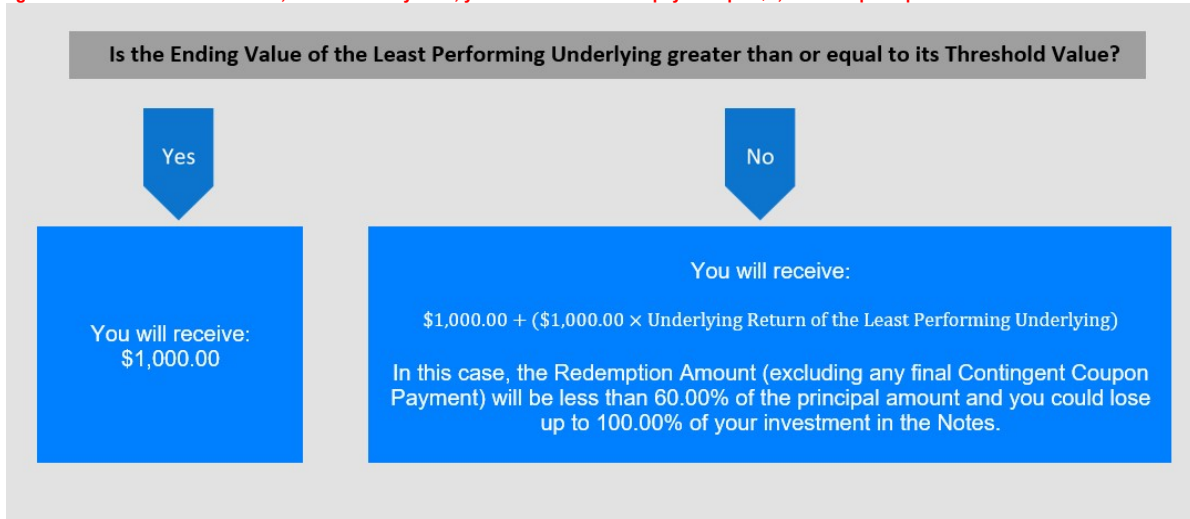 Is the Ending Value of the Least Performing Underlying greater than or equal to its Threshold Value?
Yes
No
You will receive:
$1,000.00
You will receive:
$1,000.00 + ($1,000.00 × Underlying Return of the Least Performing Underlying)
In this case, the Redemption Amount (excluding any final Contingent Coupon
Payment) will be less than 60.00% of the principal amount and you could lose
up to 100.00% of your investment in the Notes.